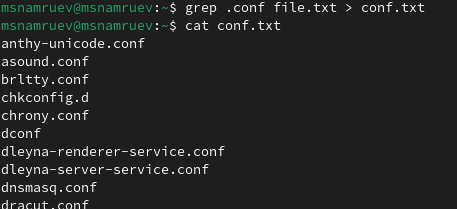 msnamruev@msnamruev:~$ grep .conf file.txt > conf.txt
msnamruev@msnamruev:~$ cat conf.txt
anthy-unicode.conf
asound.conf
brltty.conf
chkconfig.d
chrony.conf
dconf
dleyna-renderer-service.conf
dleyna-server-service.conf
dnsmasq.conf
dracut.conf